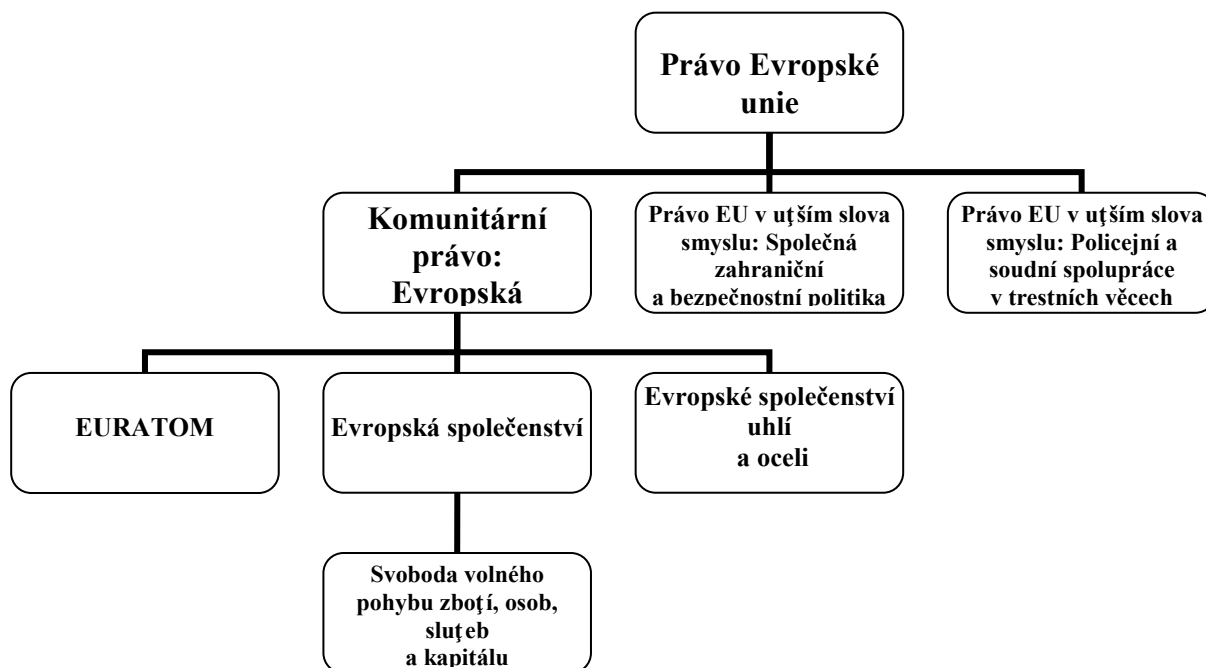 Právo Evropské
unie
Komunitární
právo:
Evropská
Právo EU v uţším slova
smyslu: Společná
zahraniční
a bezpečnostní politika
Právo EU v uţším slova
smyslu: Policejní a
soudní spolupráce
v trestních věcech
EURATOM
Evropská společenství
Evropské společenství
uhlí
a oceli
Svoboda volného
pohybu zboţí, osob,
sluţeb
a kapitálu